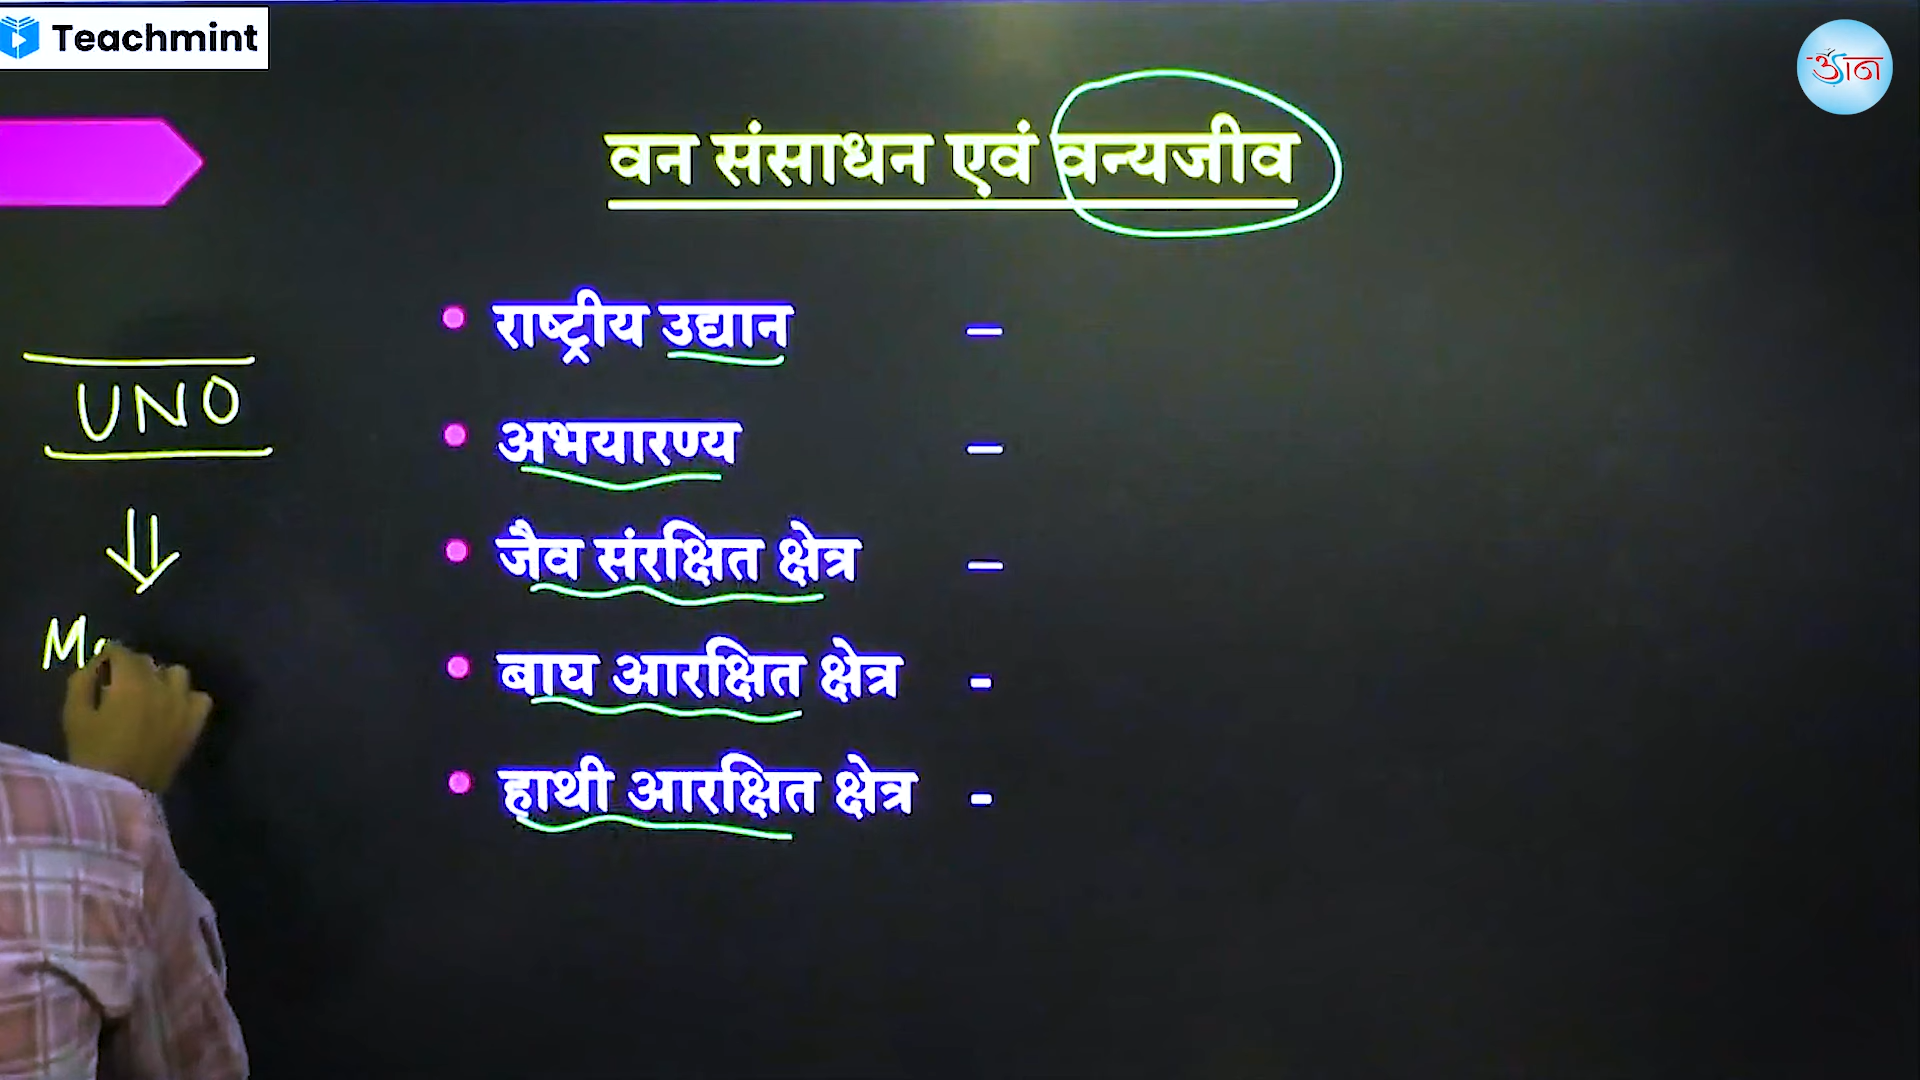 Teachmint
वन संसाधन एवं वन्यजीव
राष्ट्रीय उद्यान –
अभयारण्य –
जैव संरक्षित क्षेत्र –
बाघ आरक्षित क्षेत्र -
हाथी आरक्षित क्षेत्र -
UNO